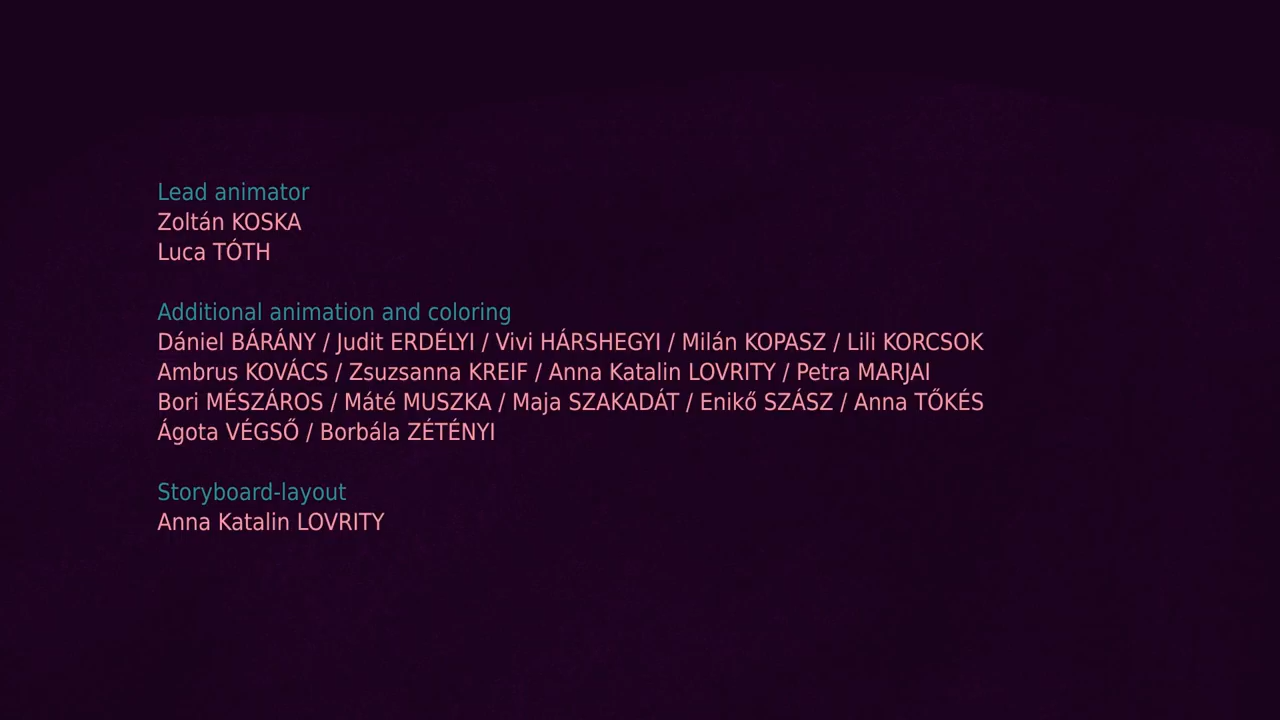 Lead animator
Zoltán KOSKA
Luca TÓTH
Additional animation and coloring
Dániel BÁRÁNY / Judit ERDÉLYI / Vivi HÁRSHEGYI / Milán KOPASZ / Lili KORCSOK
Ambrus KOVÁCS / Zsuzsanna KREIF / Anna Katalin LOVRITY / Petra MARJAI
Bori MÉSZÁROS / Máté MUSZKA / Maja SZAKADÁT / Enikő SZÁSZ / Anna TŐKÉS
Ágota VÉGSŐ / Borbála ZÉTÉNYI
Storyboard-layout
Anna Katalin LOVRITY